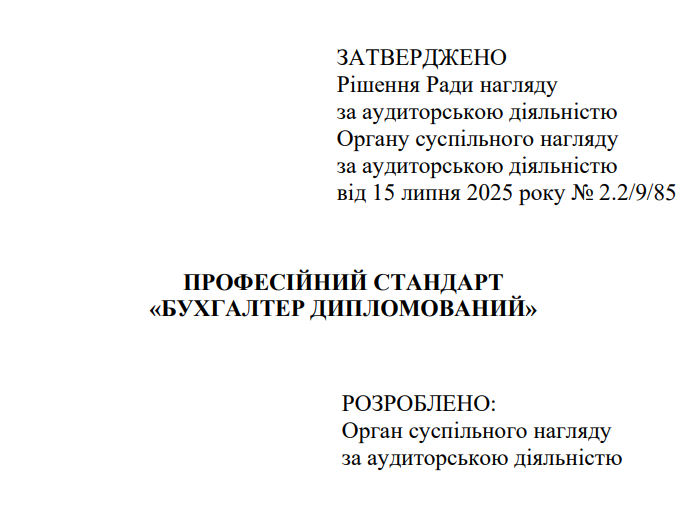 ЗАТВЕРДЖЕНО
Рішення Ради нагляду
за аудиторською діяльністю
Органу суспільного нагляду
за аудиторською діяльністю
від 15 липня 2025 року № 2.2/9/85
ПРОФЕСІЙНИЙ СТАНДАРТ
«БУХГАЛТЕР ДИПЛОМОВАНИЙ»
РОЗРОБЛЕНО:
Орган суспільного нагляду
за аудиторською діяльністю